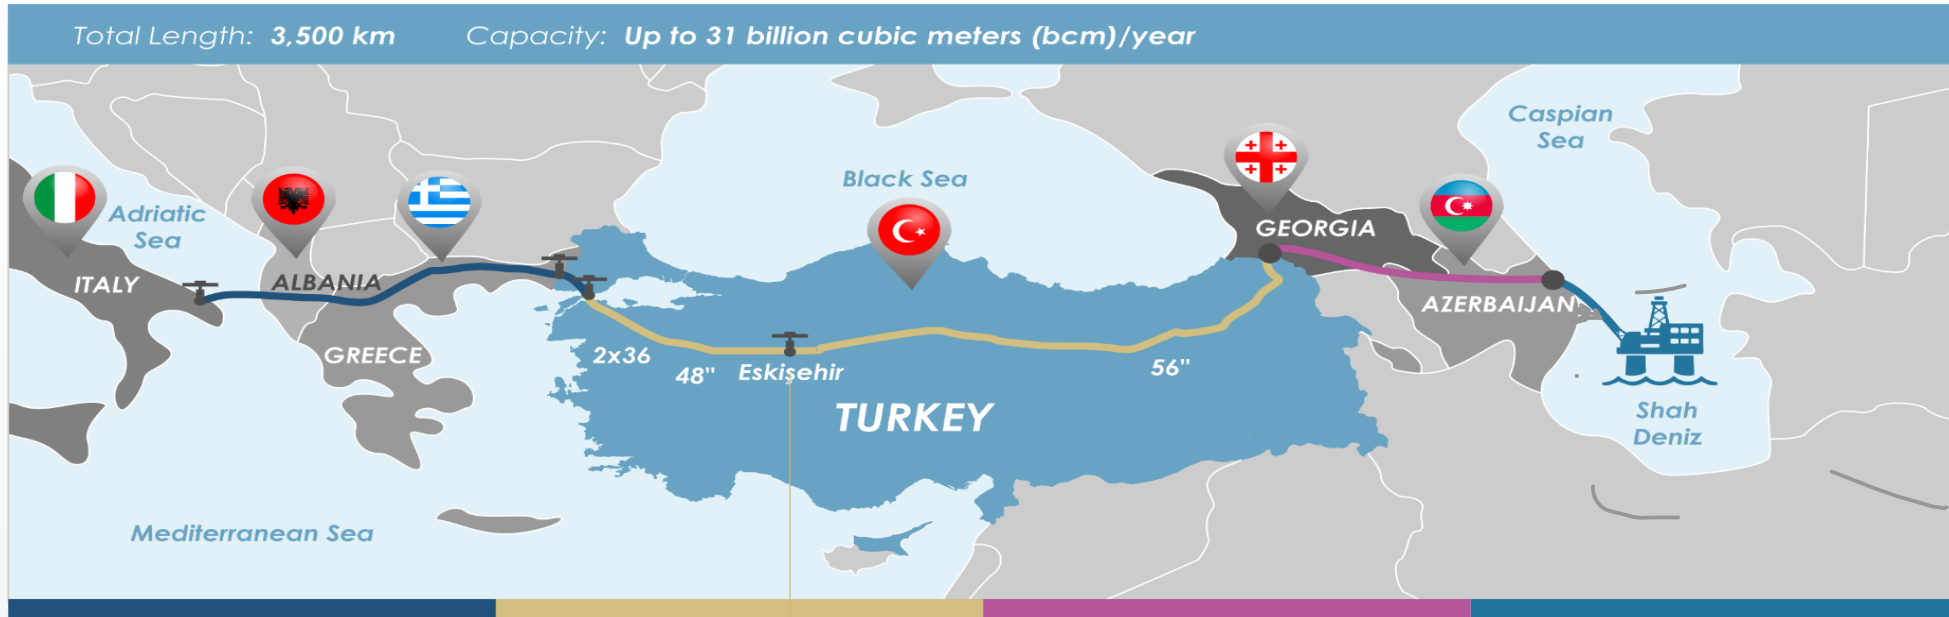 Total Length: 3,500 km Capacity: Up to 31 billion cubic meters (bcm)/year
Caspian
Sea
Black Sea
Adriatic
Sea
GEORGIA
ITALY
ALBANIA
AZERBAIJAN
GREECE
2x36
48"
Eskişehir
56"
TURKEY
Shah
Deniz
Mediterranean Sea